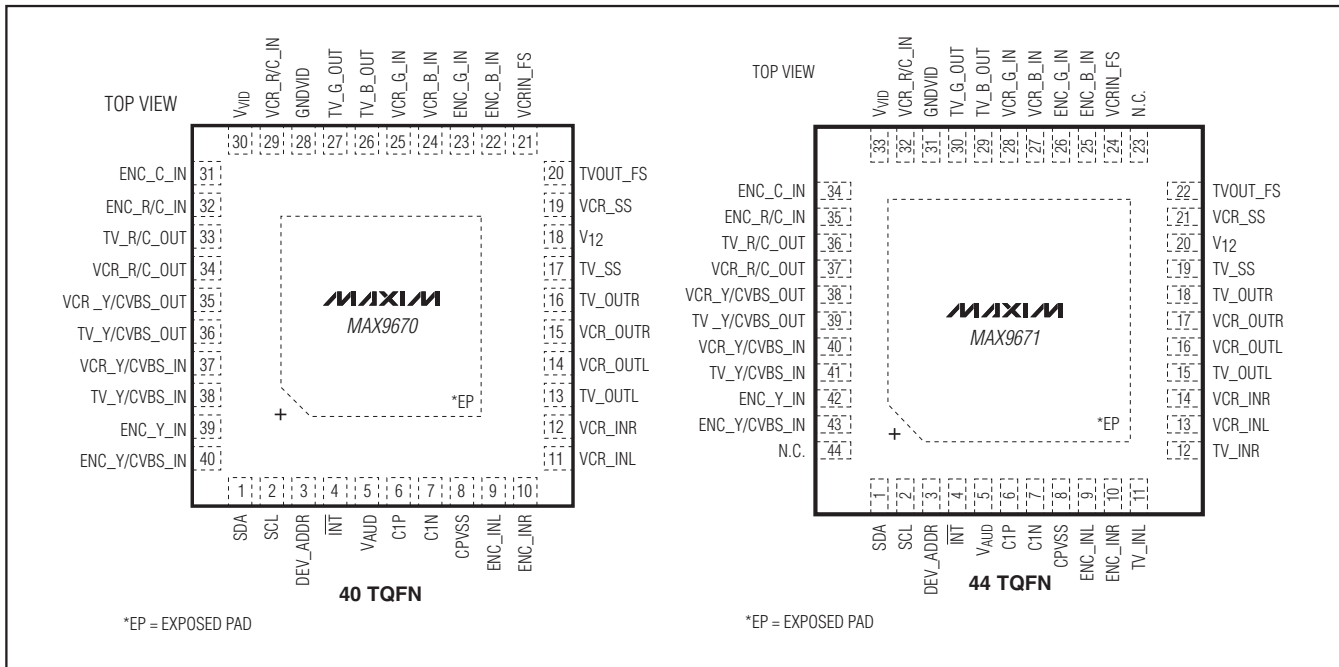 TOP VIEW
VVID
VCR_R/C_IN
GNDVID
TV_G_OUT
TV_B_OUT
VCR_G_IN
VCR_B_IN
ENC_G_IN
ENC_B_IN
VCRIN_FS
30 29 28 27 26 25 24 23 22 21
ENC_C_IN 31
ENC_R/C_IN 32
TV_R/C_OUT 33
VCR_R/C_OUT 34
VCR _Y/CVBS_OUT 35
TV_Y/CVBS_OUT 36
VCR_Y/CVBS_IN 37
TV_Y/CVBS_IN 38
ENC_Y_IN 39
ENC_Y/CVBS_IN 40
20 TVOUT_FS
19 VCR_SS
18 V12
17 TV_SS
16 TV_OUTR
15 VCR_OUTR
14 VCR_OUTL
13 TV_OUTL
12 VCR_INR
11 VCR_INL
MAXIM
MAX9670
*EP
+
1 2 3 4 5 6 7 8 9 10
SDA
SCL
DEV_ADDR
INT
VAUD
C1P
C1N
CPVSS
ENC_INL
ENC_INR
40 TQFN
*EP = EXPOSED PAD
TOP VIEW
VVID
VCR_R/C_IN
GNDVID
TV_G_OUT
TV_B_OUT
VCR_G_IN
VCR_B_IN
ENC_G_IN
ENC_B_IN
VCRIN_FS
N.C.
33 32 31 30 29 28 27 26 25 24 23
ENC_C_IN 34
ENC_R/C_IN 35
TV_R/C_OUT 36
VCR_R/C_OUT 37
VCR_Y/CVBS_OUT 38
TV _Y/CVBS_OUT 39
VCR_Y/CVBS_IN 40
TV_Y/CVBS_IN 41
ENC_Y_IN 42
ENC_Y/CVBS_IN 43
N.C. 44
22 TVOUT_FS
21 VCR_SS
20 V12
19 TV_SS
18 TV_OUTR
17 VCR_OUTR
16 VCR_OUTL
15 TV_OUTL
14 VCR_INR
13 VCR_INL
12 TV_INR
MAXIM
MAX9671
*EP
+
1 2 3 4 5 6 7 8 9 10 11
SDA
SCL
DEV_ADDR
INT
VAUD
C1P
C1N
CPVSS
ENC_INL
ENC_INR
TV_INL
44 TQFN
*EP = EXPOSED PAD